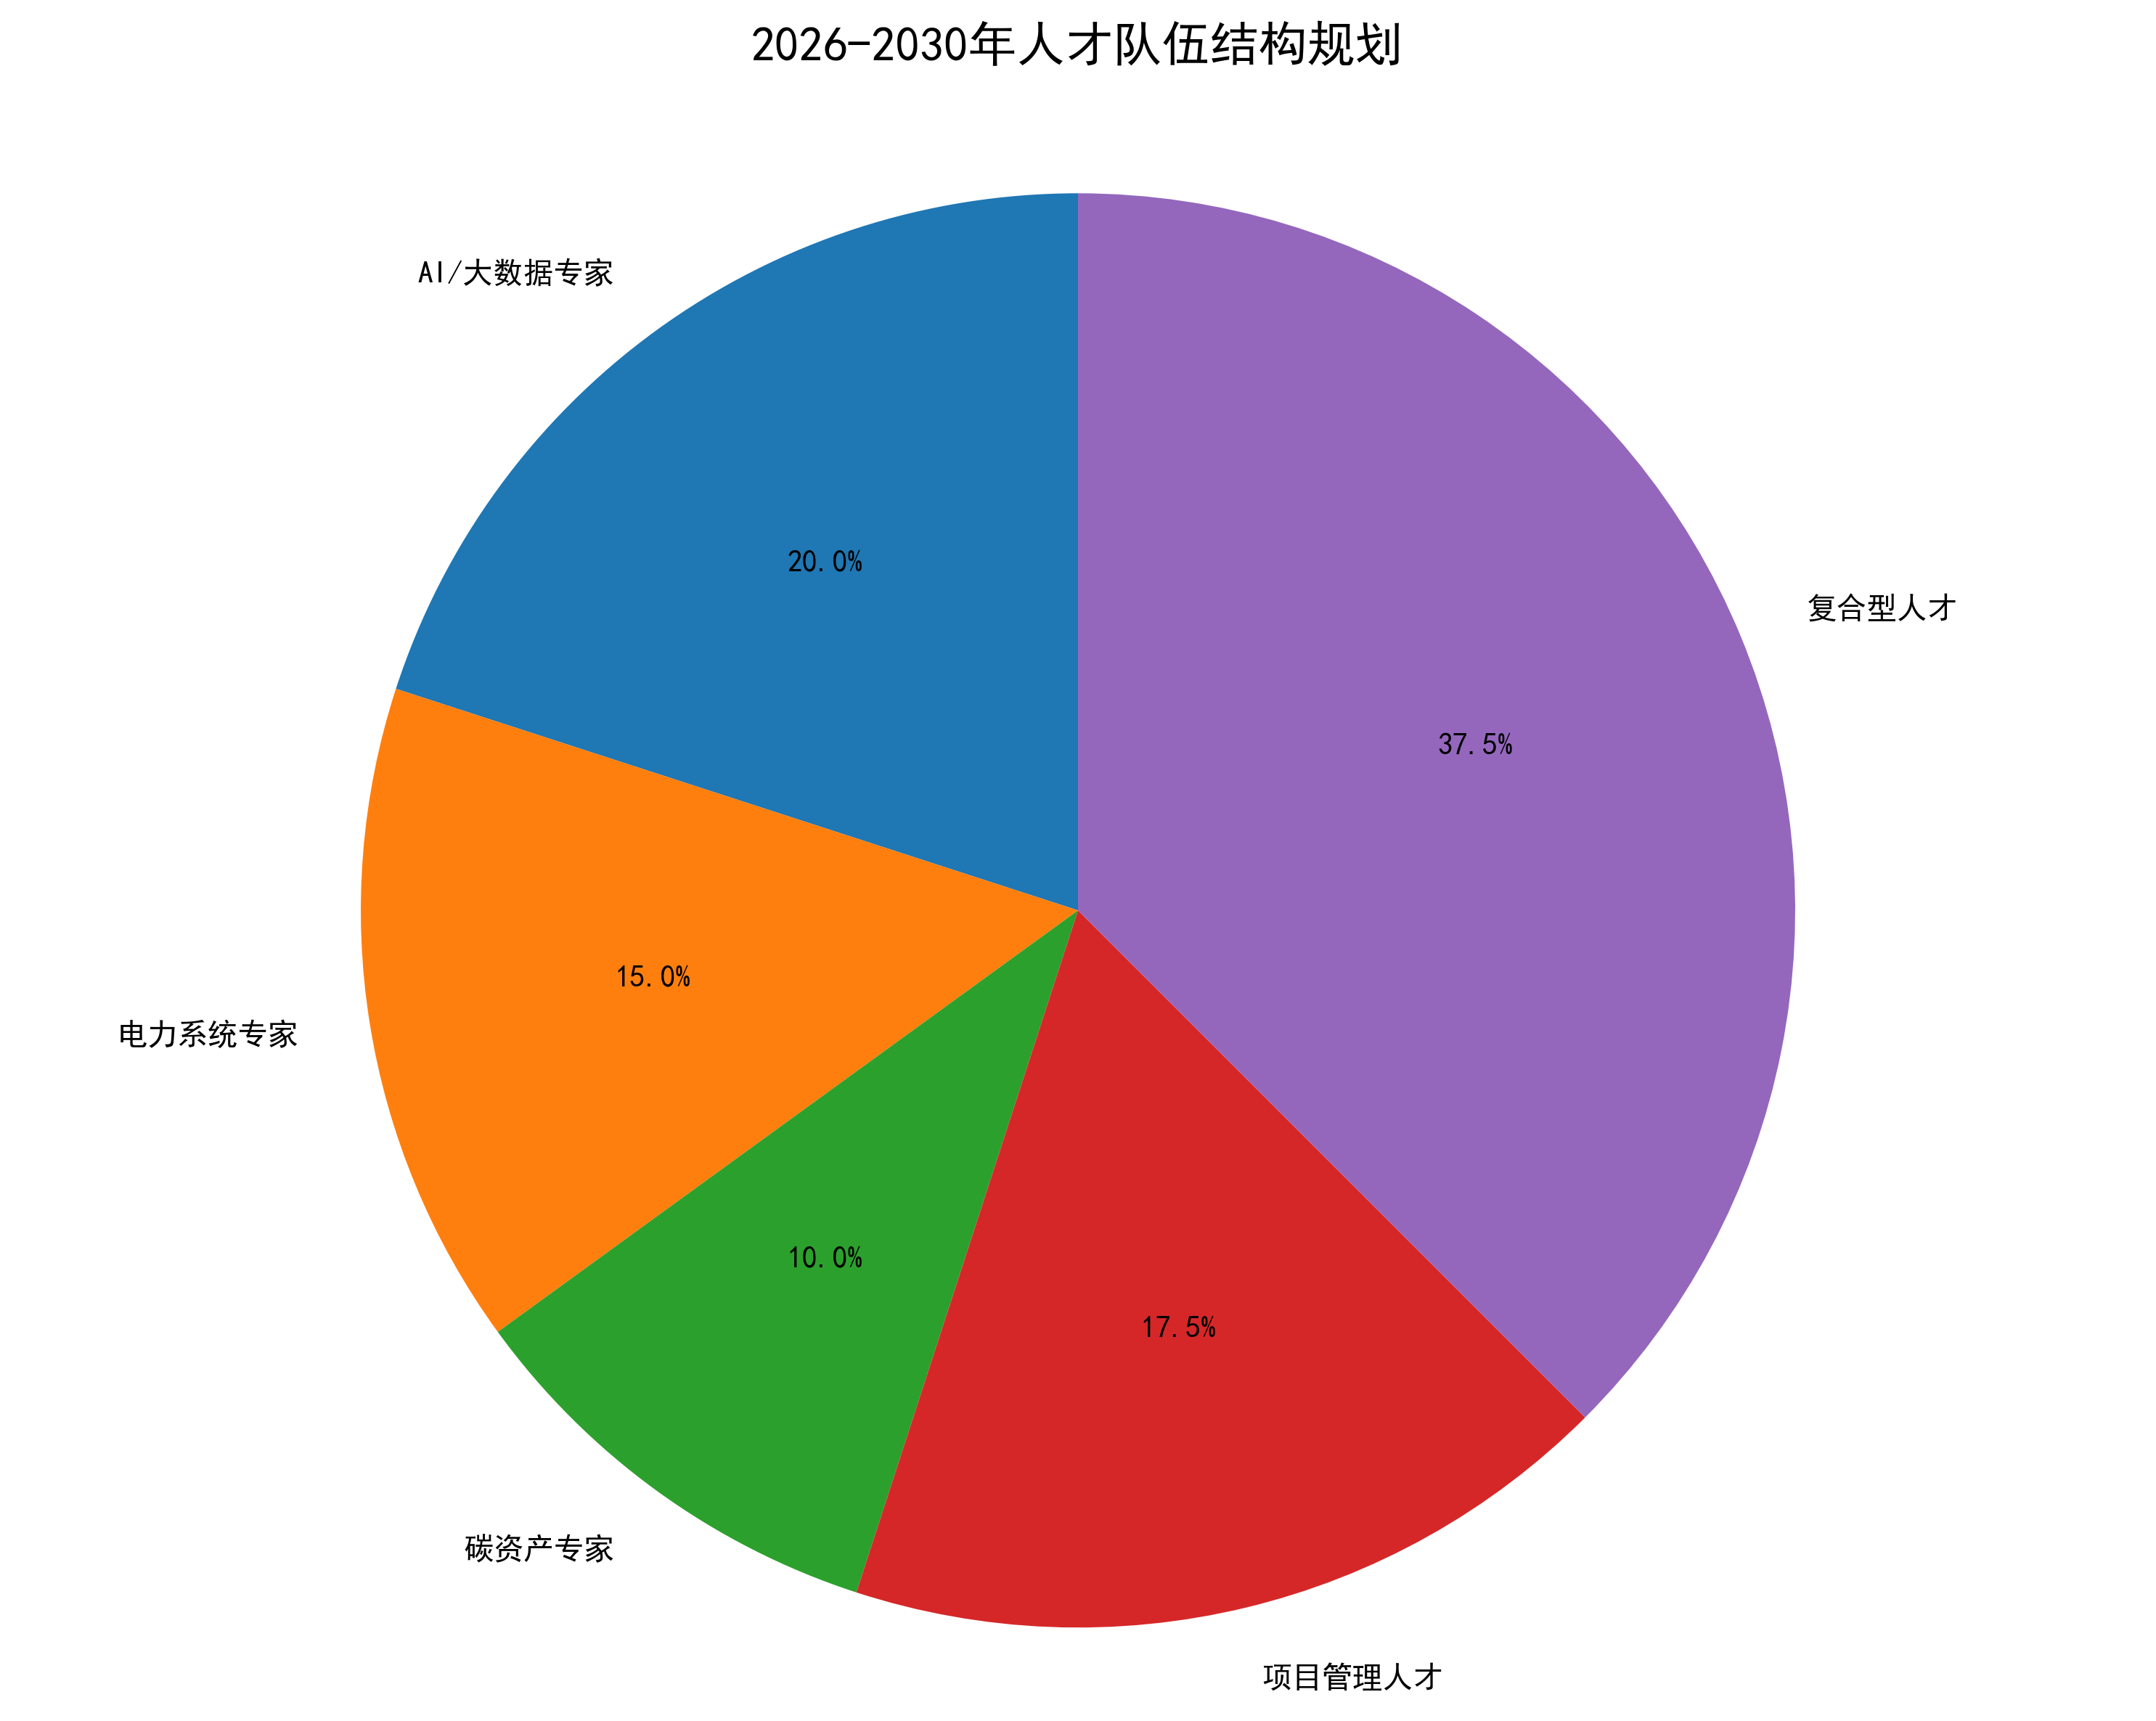 2026-2030年人才队伍结构规划
AI/大数据专家
20.0%
复合型人才
37.5%
15.0%
电力系统专家
10.0%
17.5%
碳资产专家
项目管理人才